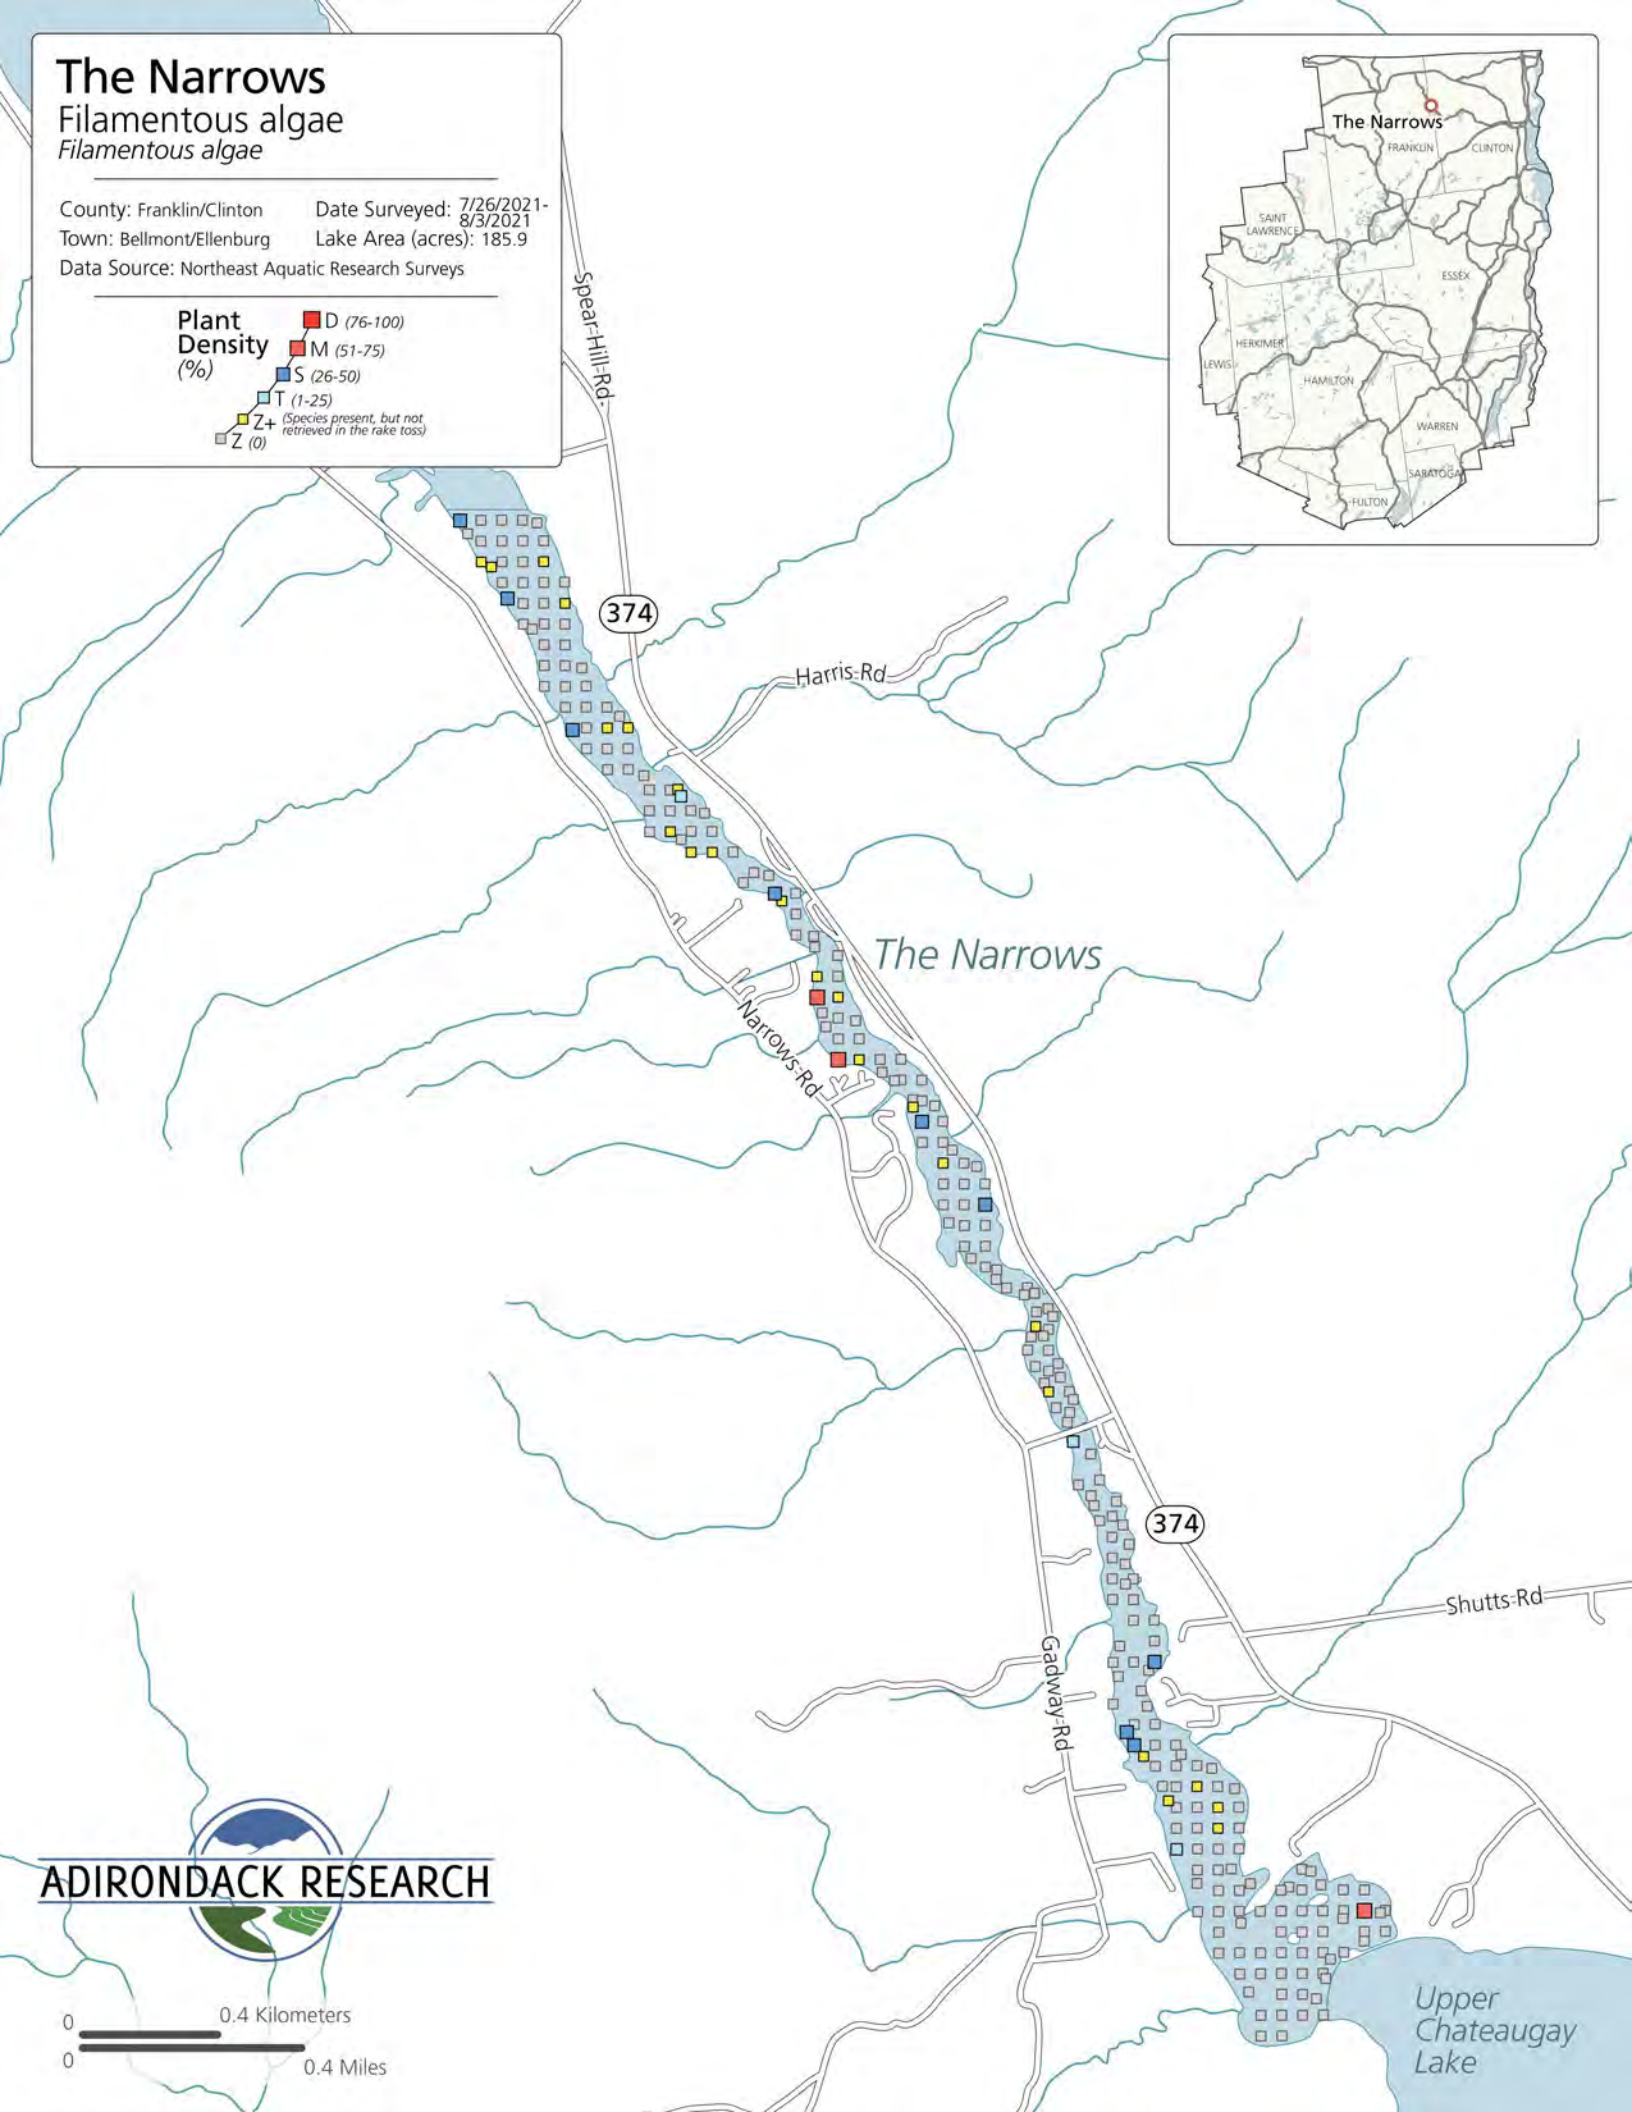 The Narrows
Filamentous algae
Filamentous algae
County: Franklin/Clinton
Date Surveyed: 7/26/2021-
8/3/2021
Town: Bellmont/Ellenburg
Lake Area (acres): 185.9
Data Source: Northeast Aquatic Research Surveys
Plant
Density
(%)
D (76-100)
M (51-75)
S (26-50)
T (1-25)
Z+ (Species present, but not
retrieved in the rake toss)
Z (0)
The Narrows
FRANKLIN
CLINTON
SAINT
LAWRENCE
ESSEX
HERKIMER
LEWIS
HAMILTON
WARREN
SARATOGA
FULTON
Spear-Hill-Rd
374
Harris-Rd
The Narrows
Narrows-Rd
374
Shutts-Rd
Gadway-Rd
ADIRONDACK RESEARCH
0
0.4 Kilometers
0
0.4 Miles
Upper
Chateaugay
Lake